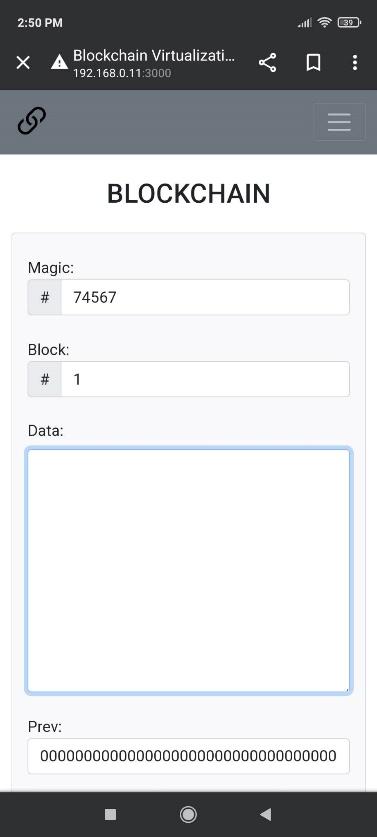 2:50 PM
39
Blockchain Virtualizati...
192.168.0.11:3000
BLOCKCHAIN
Magic:
# 74567
Block:
# 1
Data:
Prev:
0000000000000000000000000000000000